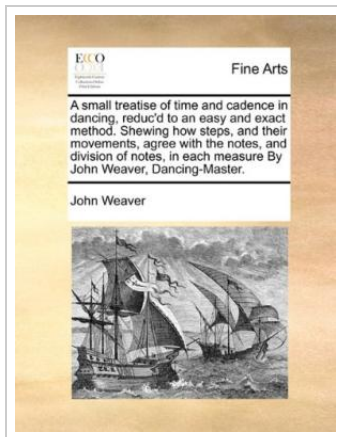 ECCO
Fine Arts
A small treatise of time and cadence in
dancing, reduc'd to an easy and exact
method. Shewing how steps, and their
movements, agree with the notes, and
division of notes, in each measure By
John Weaver, Dancing-Master.
John Weaver